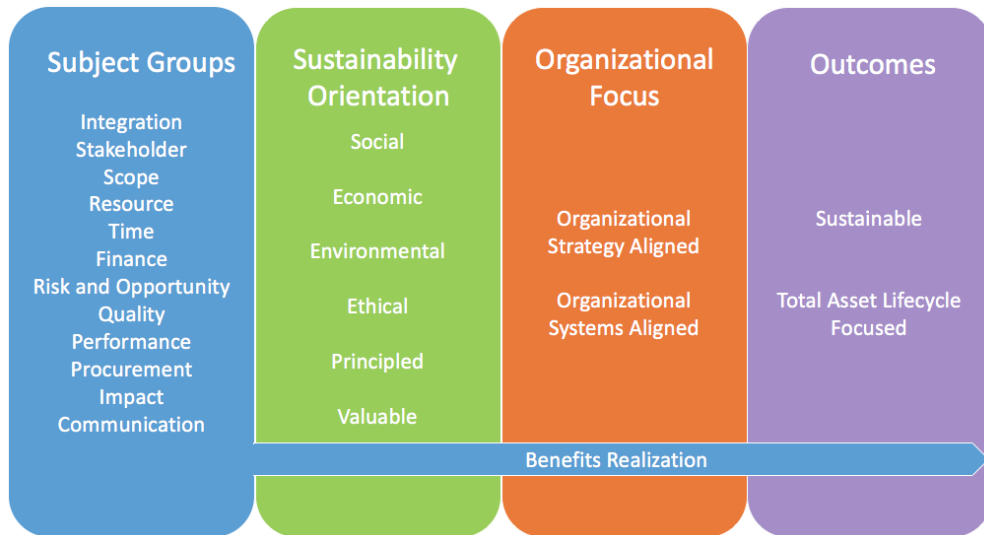 Subject Groups
Integration
Stakeholder
Scope
Resource
Time
Finance
Risk and Opportunity
Quality
Performance
Procurement
Impact
Communication
Sustainability
Orientation
Social
Economic
Environmental
Ethical
Principled
Valuable
Organizational
Focus
Organizational
Strategy Aligned
Organizational
Systems Aligned
Outcomes
Sustainable
Total Asset Lifecycle
Focused
Benefits Realization